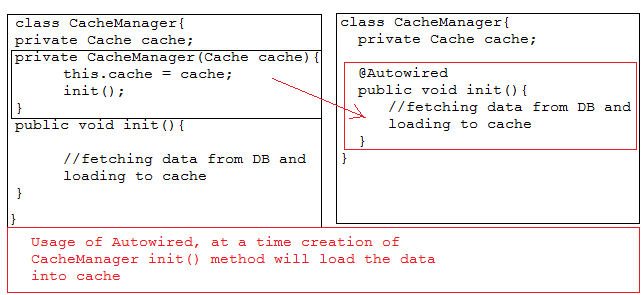 class CacheManager{
private Cache cache;
private CacheManager(Cache cache){
this.cache = cache;
init();
}
public void init(){
//fetching data from DB and
loading to cache
}
}
class CacheManager{
private Cache cache;
@Autowired
public void init(){
//fetching data from DB and
loading to cache
}
}
Usage of Autowired, at a time creation of
CacheManager init() method will load the data
into cache